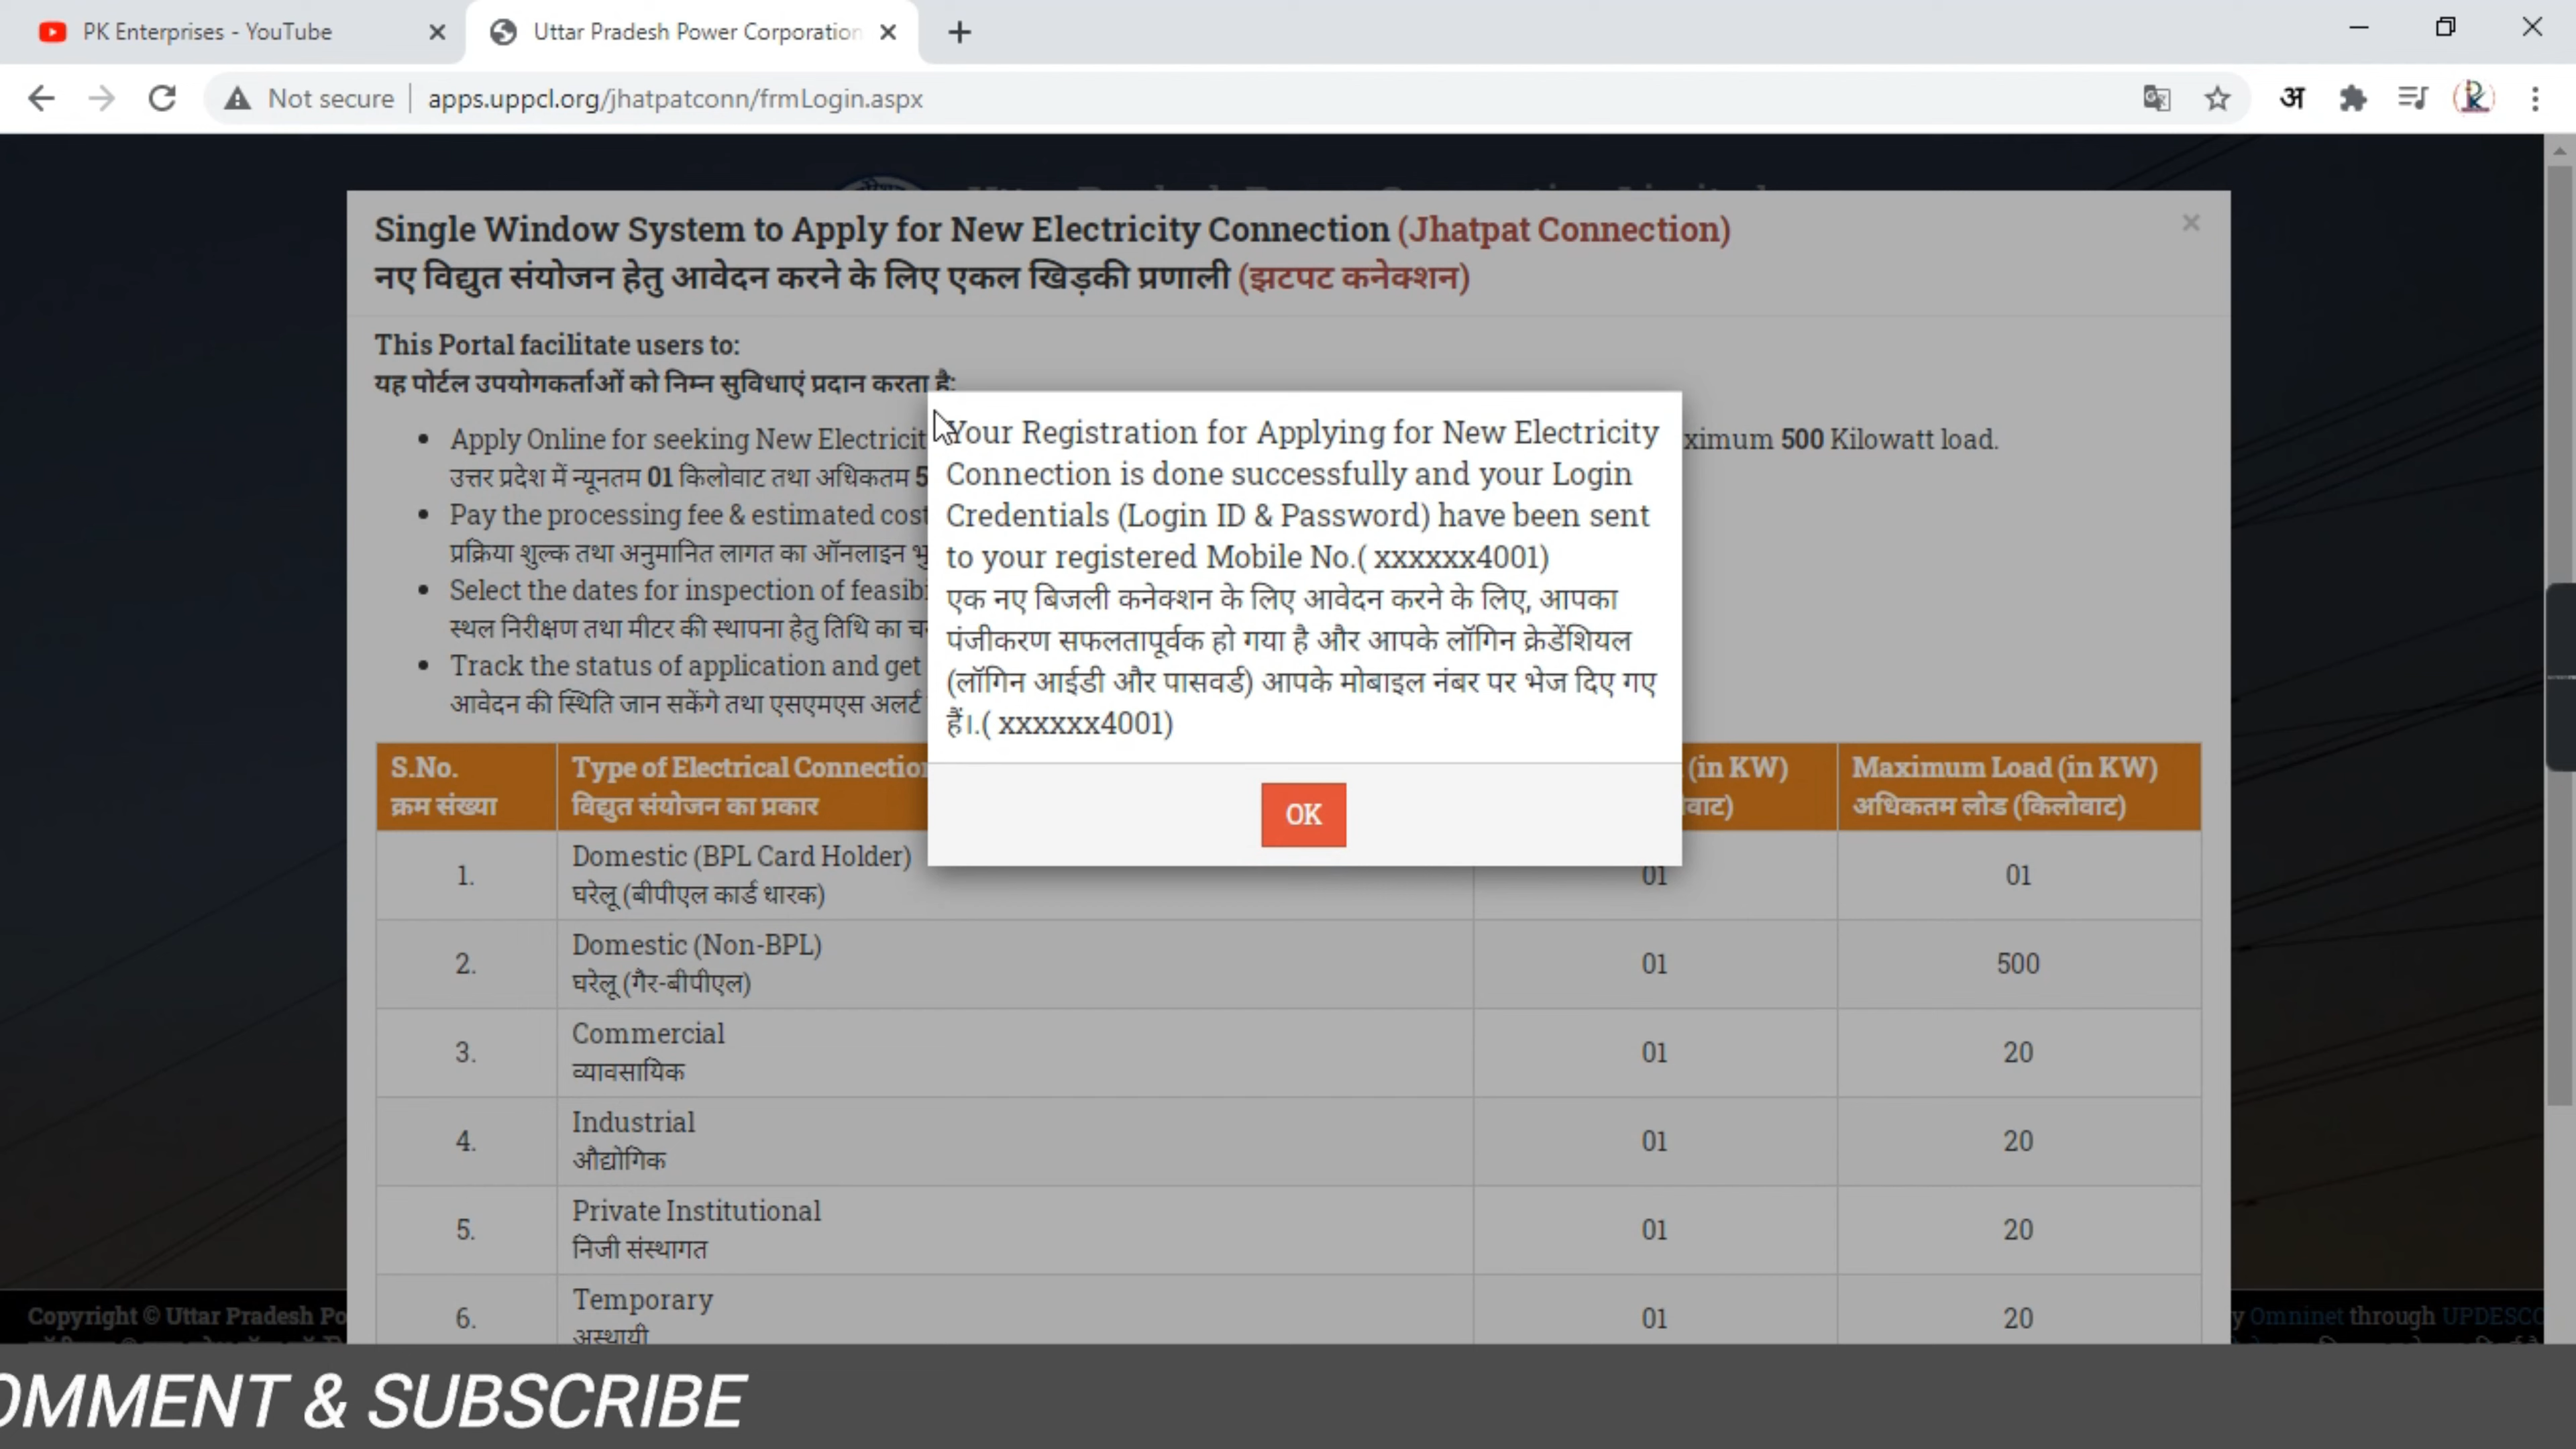 PK Enterprises - YouTube
Uttar Pradesh Power Corporation
Not secure
apps.uppcl.org/jhatpatconn/frmLogin.aspx
अ
Single Window System to Apply for New Electricity Connection (Jhatpat Connection)
नए विद्युत संयोजन हेतु आवेदन करने के लिए एकल खिड़की प्रणाली (झटपट कनेक्शन)
This Portal facilitate users to:
यह पोर्टल उपयोगकर्ताओं को निम्न सुविधाएं प्रदान करता है:
Apply Online for seeking New
ximum 500 Kilowatt load.
उत्तर प्रदेश में न्यूनतम 01 किलोवाट तथा अधिकतम 5
Pay the processing fee & estimated cost
प्रक्रिया शुल्क तथा अनुमानित लागत का ऑनलाइन
Select the dates for inspection of
स्थल निरीक्षण तथा मीटर की स्थापना हेतु तिथि का
Track the status of application and get
आवेदन की स्थिति जान सकेंगे तथा एसएमएस अलर्ट
Your Registration for Applying for New Electricity
Connection is done successfully and your Login
Credentials (Login ID & Password) have been sent
to your registered Mobile No.( xxxxxx4001)
एक नए बिजली कनेक्शन के लिए आवेदन करने के लिए, आपका
पंजीकरण सफलतापूर्वक हो गया है और आपके लॉगिन क्रेडेंशियल
(लॉगिन आईडी और पासवर्ड) आपके मोबाइल नंबर पर भेज दिए गए
हैं।.( xxxxxx4001)
OK
S.No. Type of Electrical Connection (in KW) Maximum Load (in KW)
क्रम संख्या विद्युत संयोजन का प्रकार वाट) अधिकतम लोड (किलोवाट)
1. Domestic (BPL Card Holder) 01 01
घरेलू (बीपीएल कार्ड धारक)
2. Domestic (Non-BPL) 01 500
घरेलू (गैर-बीपीएल)
3. Commercial 01 20
व्यावसायिक
4. Industrial 01 20
औद्योगिक
5. Private Institutional 01 20
निजी संस्थागत
6. Temporary 01 20
अस्थायी
Copyright © Uttar Pradesh Po
y Omninet through UPDESCO
OMMENT & SUBSCRIBE